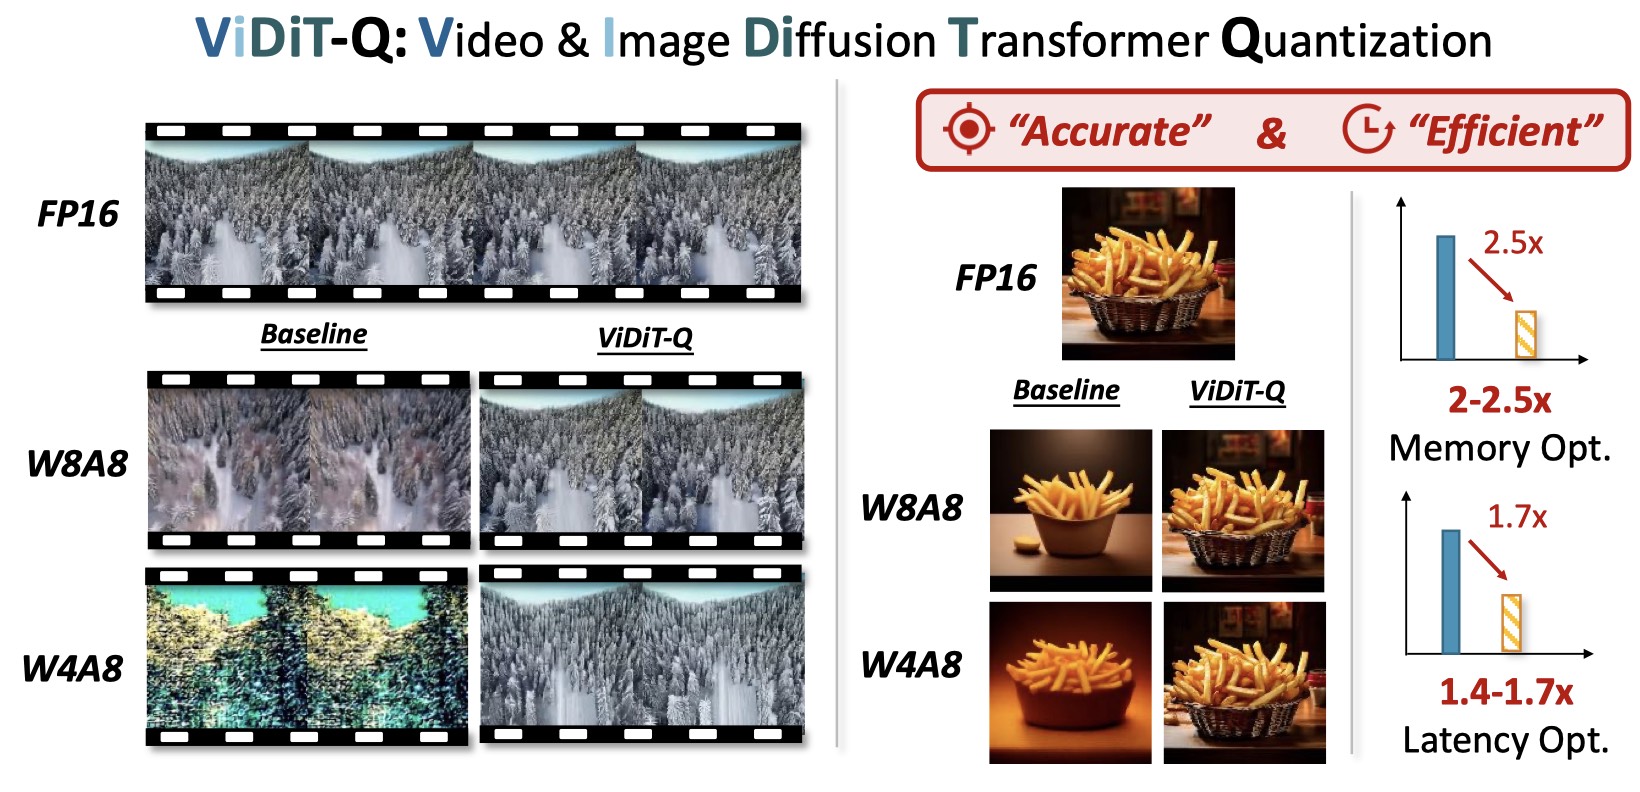 ViDiT-Q: Video & Image Diffusion Transformer Quantization
“Accurate” & “Efficient”
FP16
Baseline
ViDiT-Q
W8A8
W4A8
FP16
Baseline
ViDiT-Q
W8A8
W4A8
2.5x
2-2.5x
Memory Opt.
1.7x
1.4-1.7x
Latency Opt.